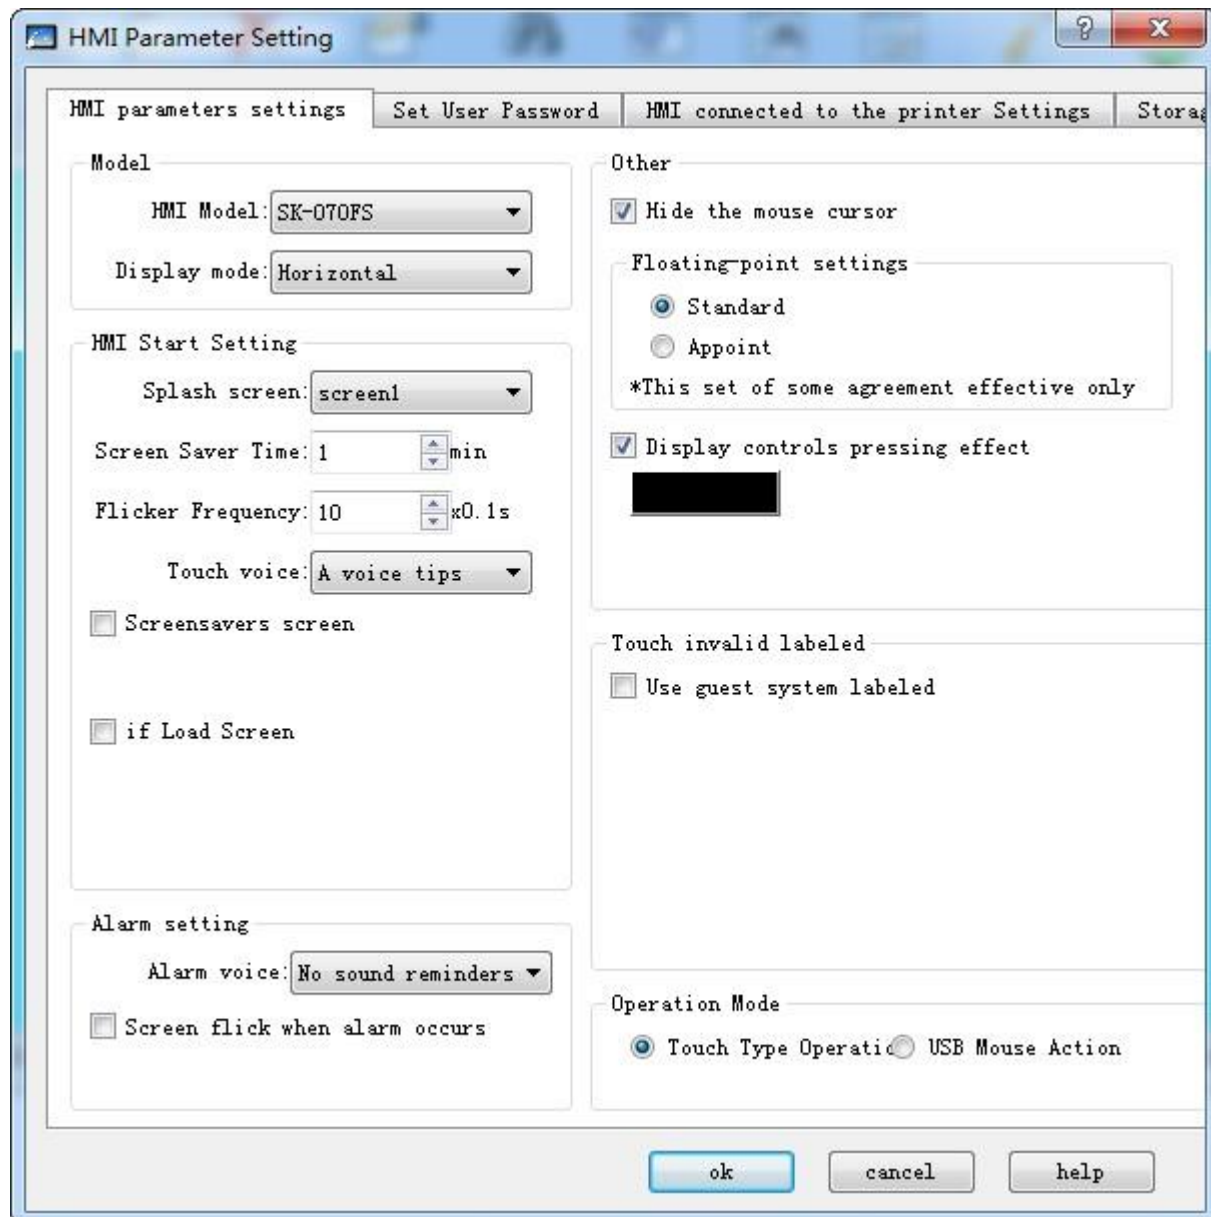 HMI Parameter Setting
HMI parameters settings
Set User Password
HMI connected to the printer Settings
Storag
Model
HMI Model: SK-070FS
Display mode: Horizontal
HMI Start Setting
Splash screen: screen1
Screen Saver Time: 1 min
Flicker Frequency: 10 x0.1s
Touch voice: A voice tips
Screensavers screen
if Load Screen
Alarm setting
Alarm voice: No sound reminders
Screen flick when alarm occurs
Other
Hide the mouse cursor
Floating-point settings
Standard
Appoint
*This set of some agreement effective only
Display controls pressing effect
Touch invalid labeled
Use guest system labeled
Operation Mode
Touch Type Operatic USB Mouse Action
ok
cancel
help